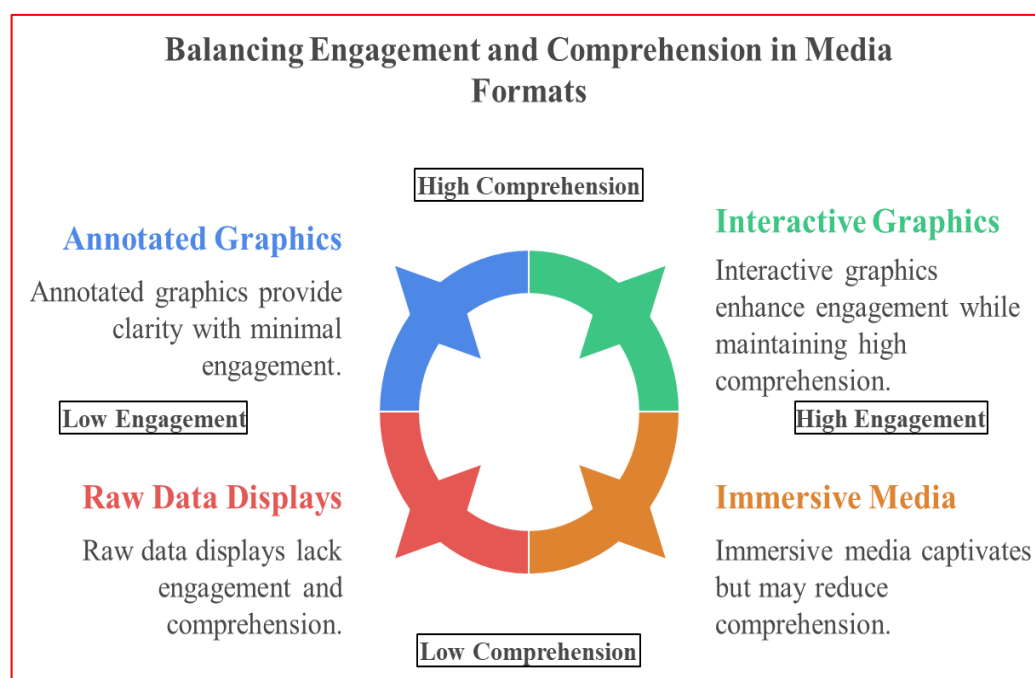 Balancing Engagement and Comprehension in Media
Formats
High Comprehension
Annotated Graphics
Annotated graphics provide
clarity with minimal
engagement.
Interactive Graphics
Interactive graphics
enhance engagement while
maintaining high
comprehension.
Low Engagement
High Engagement
Raw Data Displays
Raw data displays lack
engagement and
comprehension.
Immersive Media
Immersive media captivates
but may reduce
comprehension.
Low Comprehension